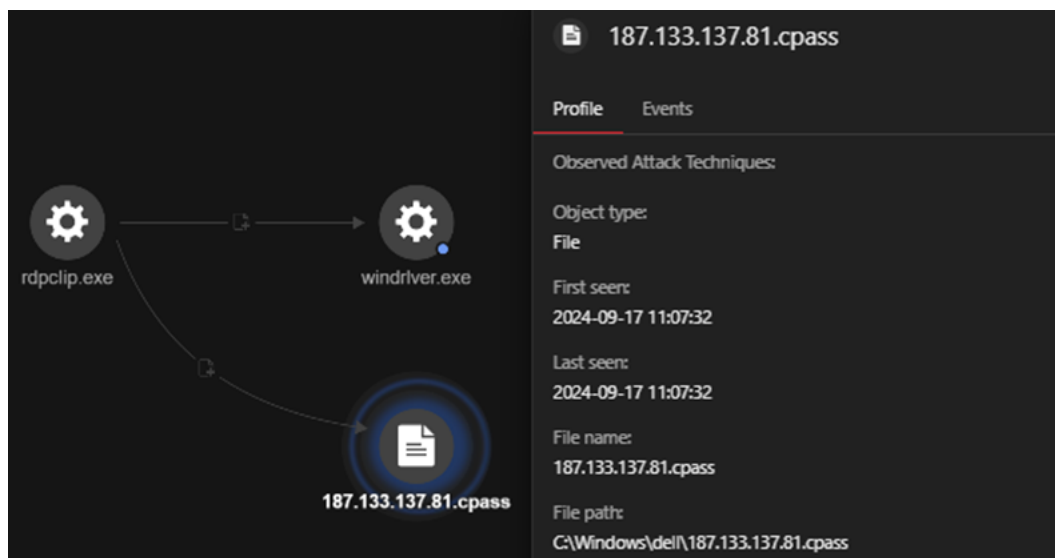 187.133.137.81.cpass
Profile Events
Observed Attack Techniques:
Object type:
File
First seen:
2024-09-17 11:07:32
Last seen:
2024-09-17 11:07:32
File name:
187.133.137.81.cpass
File path:
C:\Windows\dell\187.133.137.81.cpass
rdpclip.exe
windrlver.exe
187.133.137.81.cpass